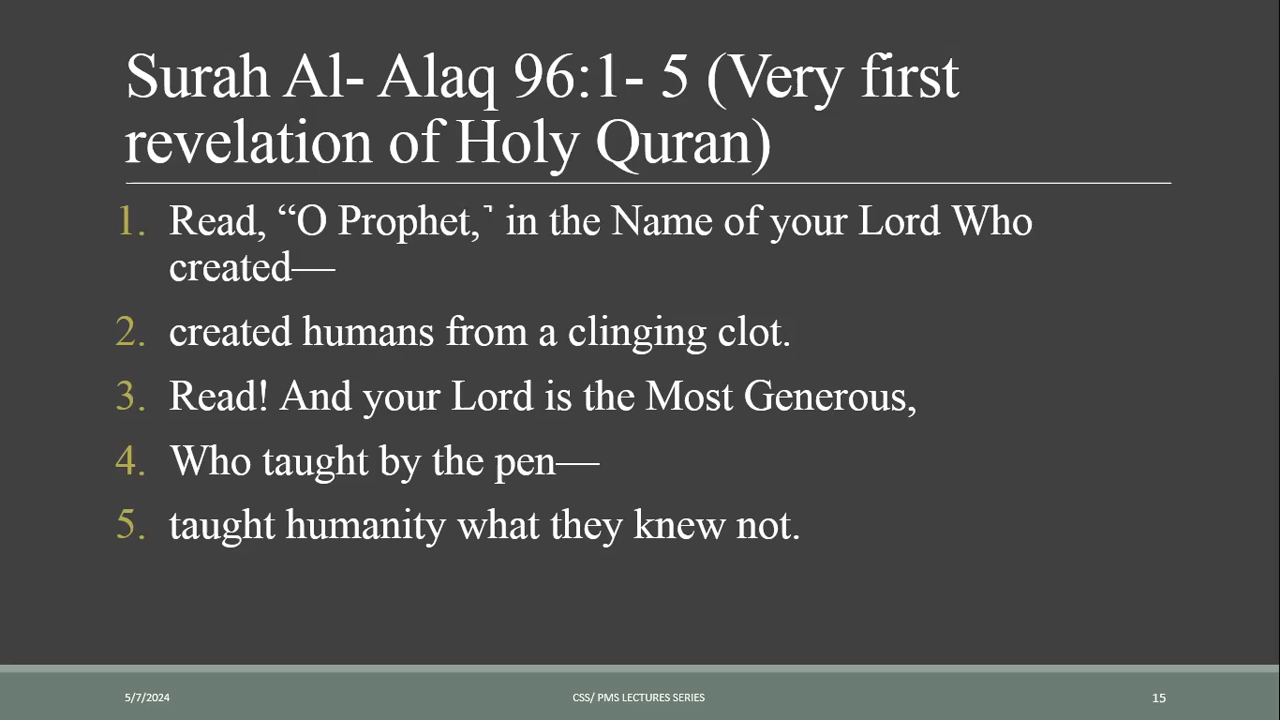 Surah Al- Alaq 96:1- 5 (Very first
revelation of Holy Quran)
1. Read, “O Prophet,˺ in the Name of your Lord Who
created—
2. created humans from a clinging clot.
3. Read! And your Lord is the Most Generous,
4. Who taught by the pen—
5. taught humanity what they knew not.
5/7/2024
CSS/ PMS LECTURES SERIES
15